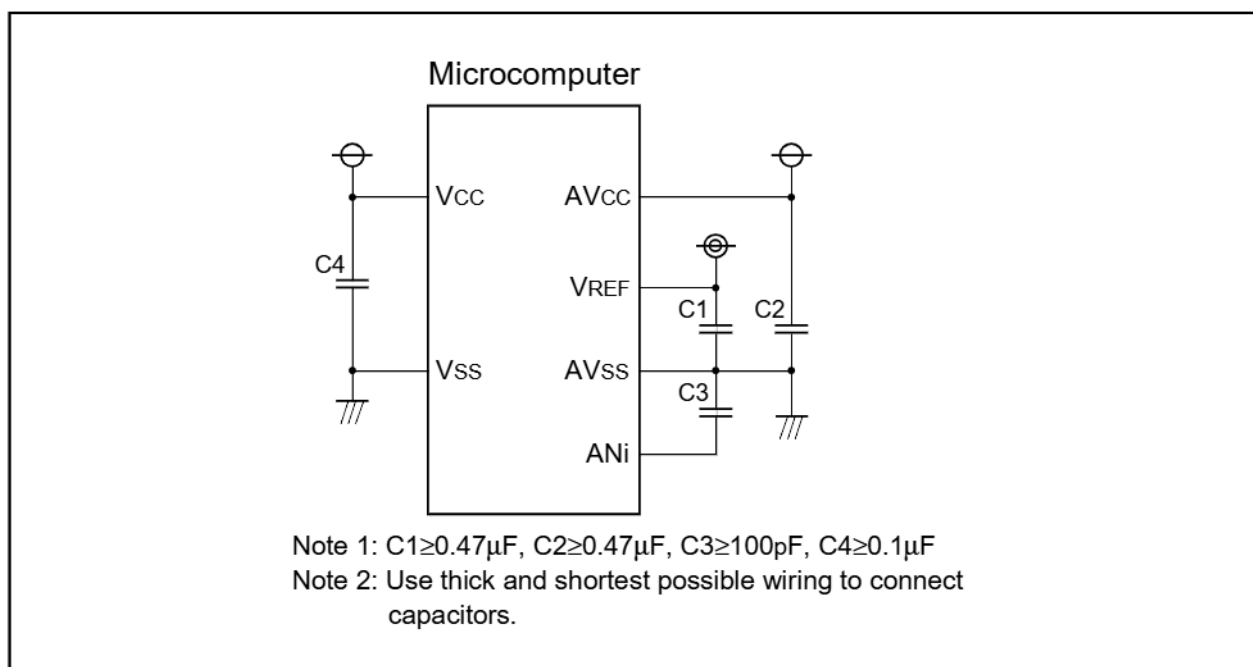 Microcomputer
VCC AVCC
C4 VREF
C1 C2
VSS AVSS
C3
ANi
Note 1: C1≥0.47μF, C2≥0.47μF, C3≥100pF, C4≥0.1μF
Note 2: Use thick and shortest possible wiring to connect
capacitors.